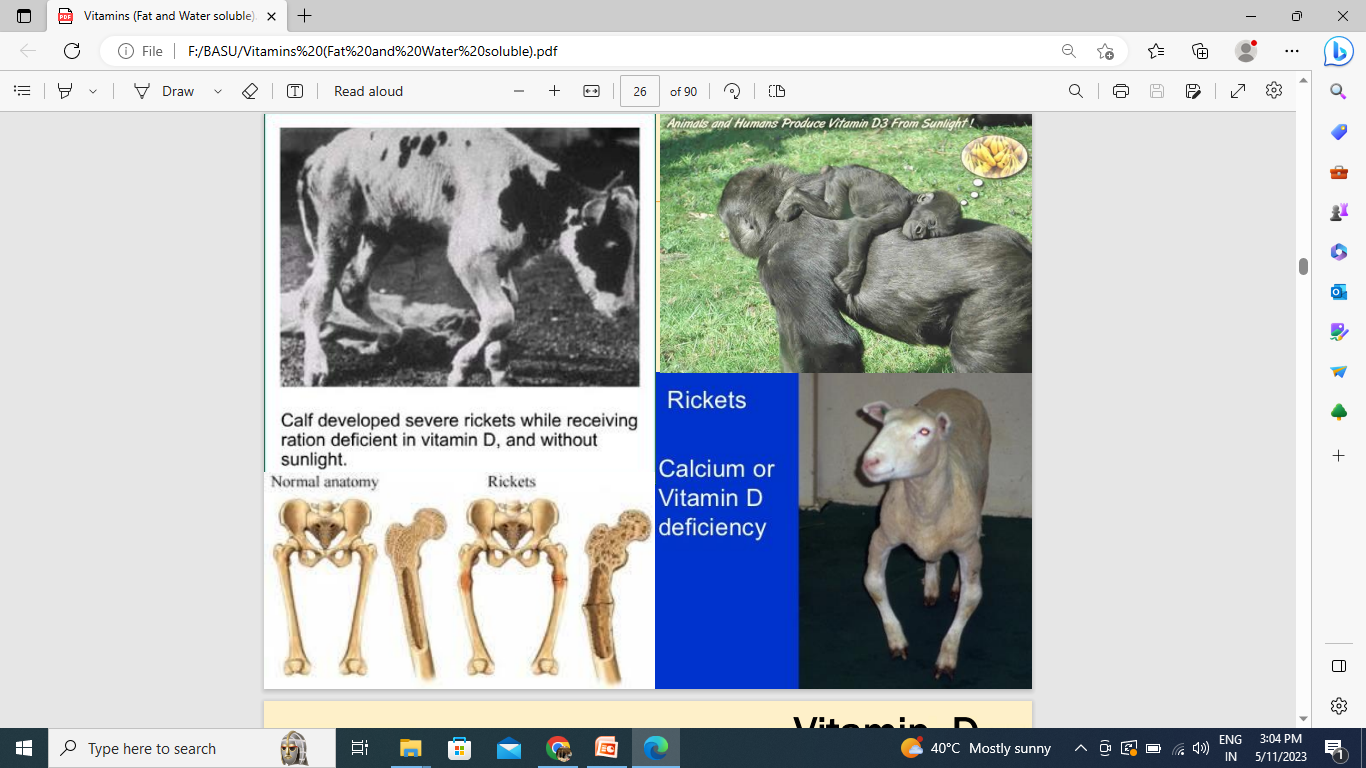 Vitamins (Fat and Water soluble).
File
F:/BASU/Vitamins%20(Fat%20and%20Water%20soluble).pdf
Draw
Read aloud
26
of 90
Animals and Humans Produce Vitamin D3 From Sunlight !
Calf developed severe rickets while receiving
ration deficient in vitamin D, and without
sunlight.
Normal anatomy
Rickets
Rickets
Calcium or
Vitamin D
deficiency
Vitamin D
Type here to search
40°C Mostly sunny
ENG
IN
3:04 PM
5/11/2023
1